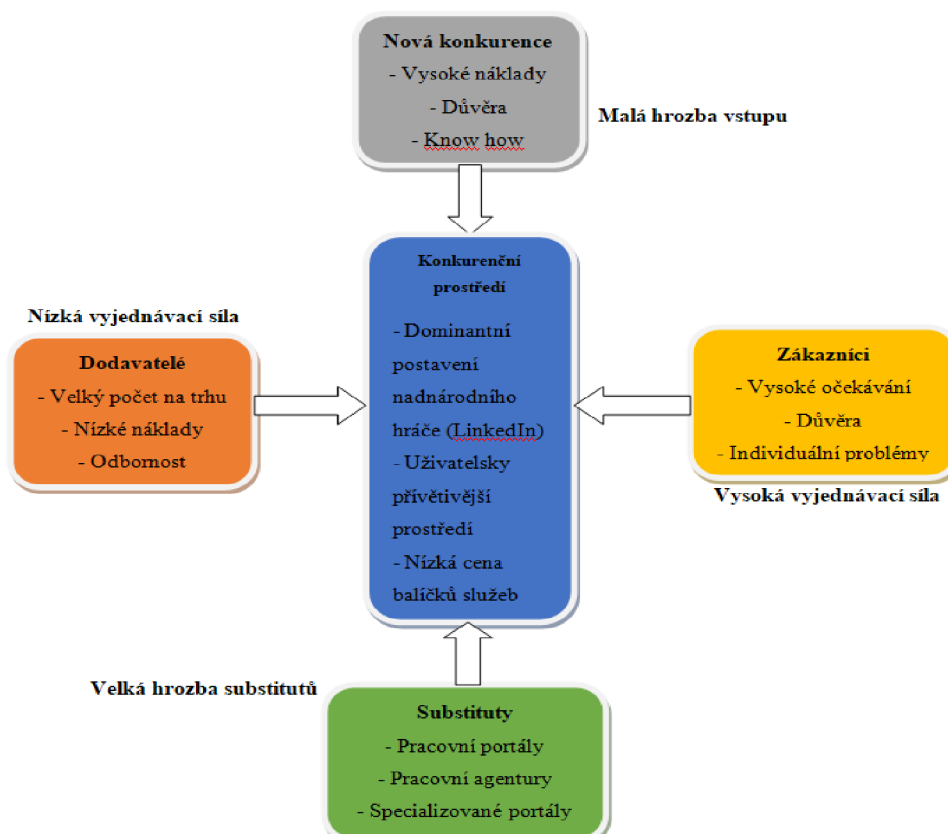 Nová konkurence
- Vysoké náklady
- Důvěra
- Know how
Malá hrozba vstupu
Konkurenční
prostředí
- Dominantní
postavení
nadnárodního
hráče (LinkedIn)
- Uživatelsky
přívětivější
prostředí
- Nízká cena
balíčků služeb
Nízká vyjednávací síla
Dodavatelé
- Velký počet na trhu
- Nízké náklady
- Odbornost
Zákazníci
- Vysoké očekávání
- Důvěra
- Individuální problémy
Vysoká vyjednávací síla
Velká hrozba substitutů
Substituty
- Pracovní portály
- Pracovní agentury
- Specializované portály